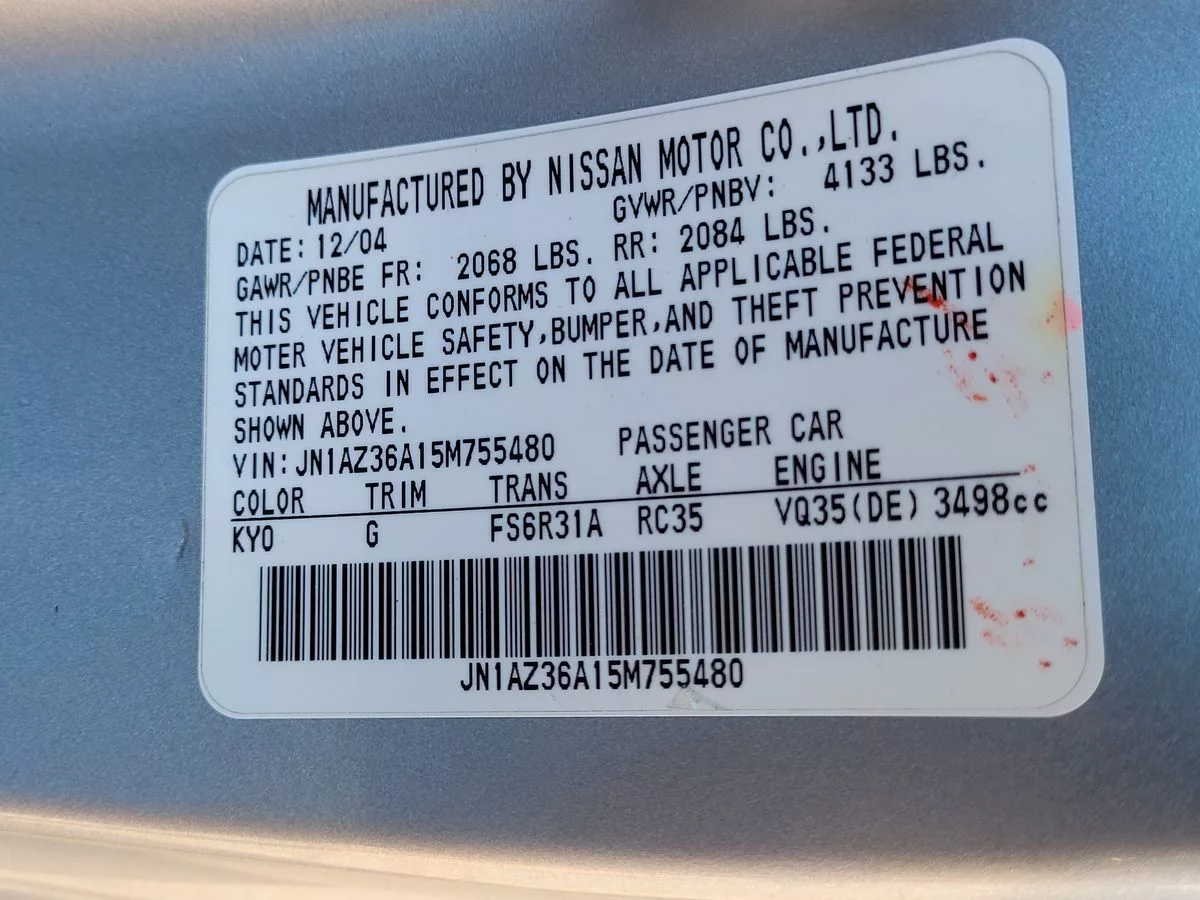 MANUFACTURED BY NISSAN MOTOR CO.,LTD.
DATE: 12/04 GVWR/PNBV: 4133 LBS.
GAWR/PNBE FR: 2068 LBS. RR: 2084 LBS.
THIS VEHICLE CONFORMS TO ALL APPLICABLE FEDERAL
MOTER VEHICLE SAFETY,BUMPER,AND THEFT PREVENTION
STANDARDS IN EFFECT ON THE DATE OF MANUFACTURE
SHOWN ABOVE.
VIN:JN1AZ36A15M755480 PASSENGER CAR
COLOR TRIM TRANS AXLE ENGINE
KY0 G FS6R31A RC35 VQ35(DE) 3498cc
JN1AZ36A15M755480